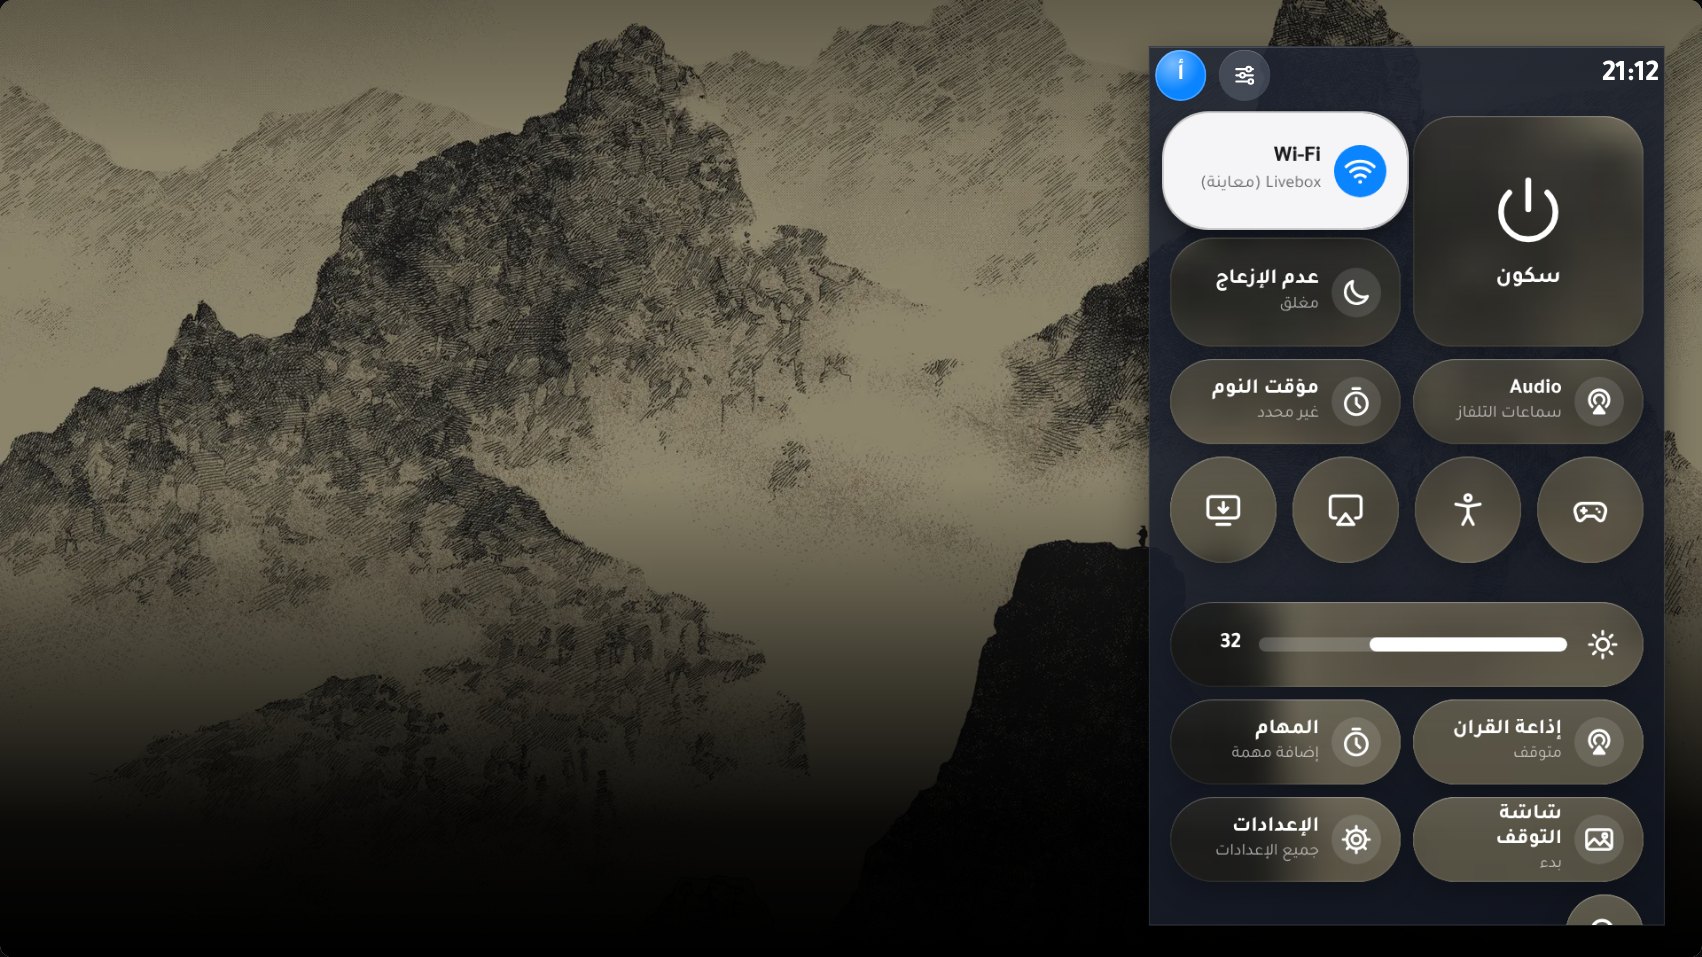 21:12
أ
سكون
Wi-Fi
Livebox (معاينة)
عدم الإزعاج
مغلق
Audio
سماعات التلفاز
مؤقت النوم
غير محدد
32
إذاعة القران
متوقف
المهام
إضافة مهمة
شاشة
التوقف
بدء
الإعدادات
جميع الإعدادات